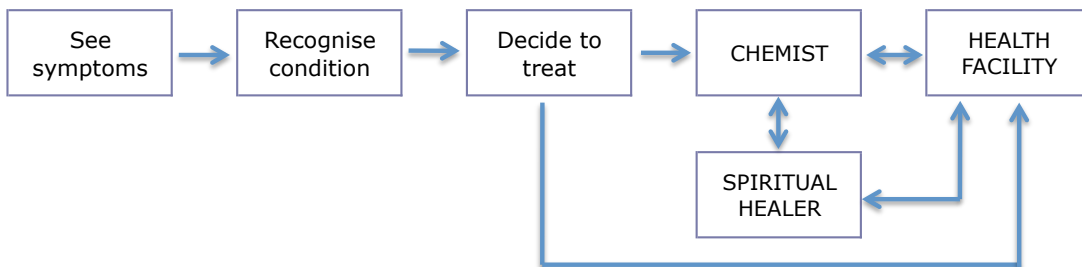 See
symptoms
Recognise
condition
Decide to
treat
CHEMIST
HEALTH
FACILITY
SPIRITUAL
HEALER